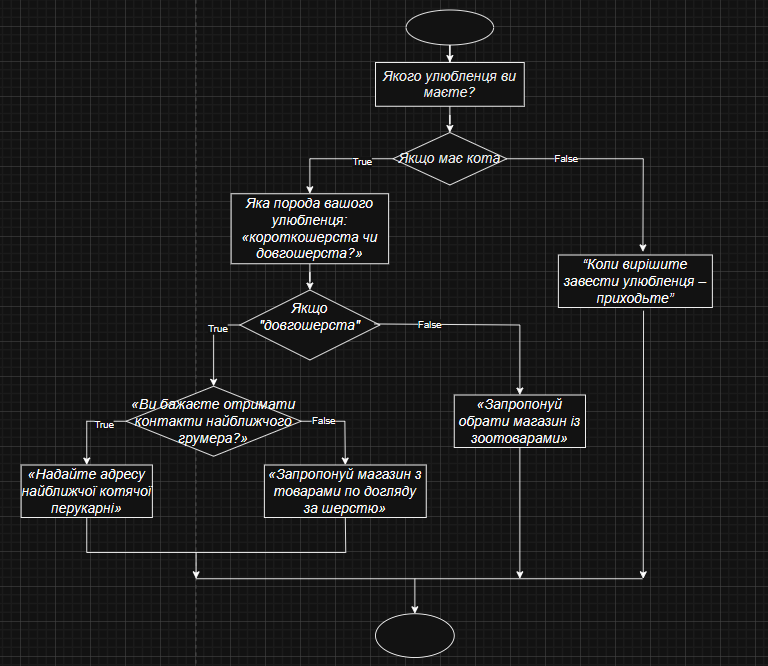 Якого улюбленця ви
маєте?
Якщо має кота
True
False
Яка порода вашого
улюбленця:
«короткошерста чи
довгошерста?»
“Коли вирішите
завести улюбленця –
приходьте”
Якщо
"довгошерста"
True
False
«Ви бажаєте отримати
контакти найближчого
грумера?»
True
False
«Запропонуй
обрати магазин із
зоотоварами»
«Надайте адресу
найближчої котячої
перукарні»
«Запропонуй магазин з
товарами по догляду
за шерстю»